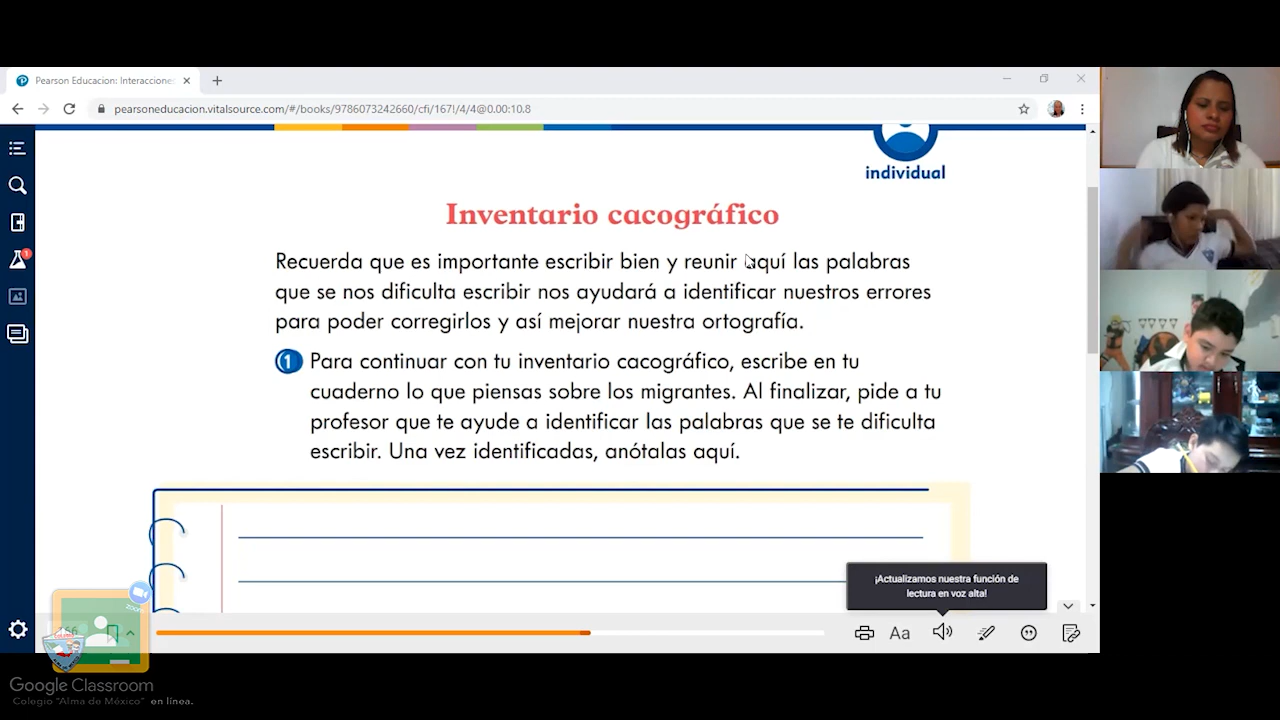 Pearson Educacion: Interacciones
pearsoneducacion.vitalsource.com/#/books/9786073242660/cfi/167!/4/4@0.00:10.8
individual
Inventario cacográfico
Recuerda que es importante escribir bien y reunir aquí las palabras
que se nos dificulta escribir nos ayudará a identificar nuestros errores
para poder corregirlos y así mejorar nuestra ortografía.
1 Para continuar con tu inventario cacográfico, escribe en tu
cuaderno lo que piensas sobre los migrantes. Al finalizar, pide a tu
profesor que te ayude a identificar las palabras que se te dificulta
escribir. Una vez identificadas, anótalas aquí.
¡Actualizamos nuestra función de
lectura en voz alta!
Aa
zoom
Google Classroom
Colegio "Alma de México" en línea.